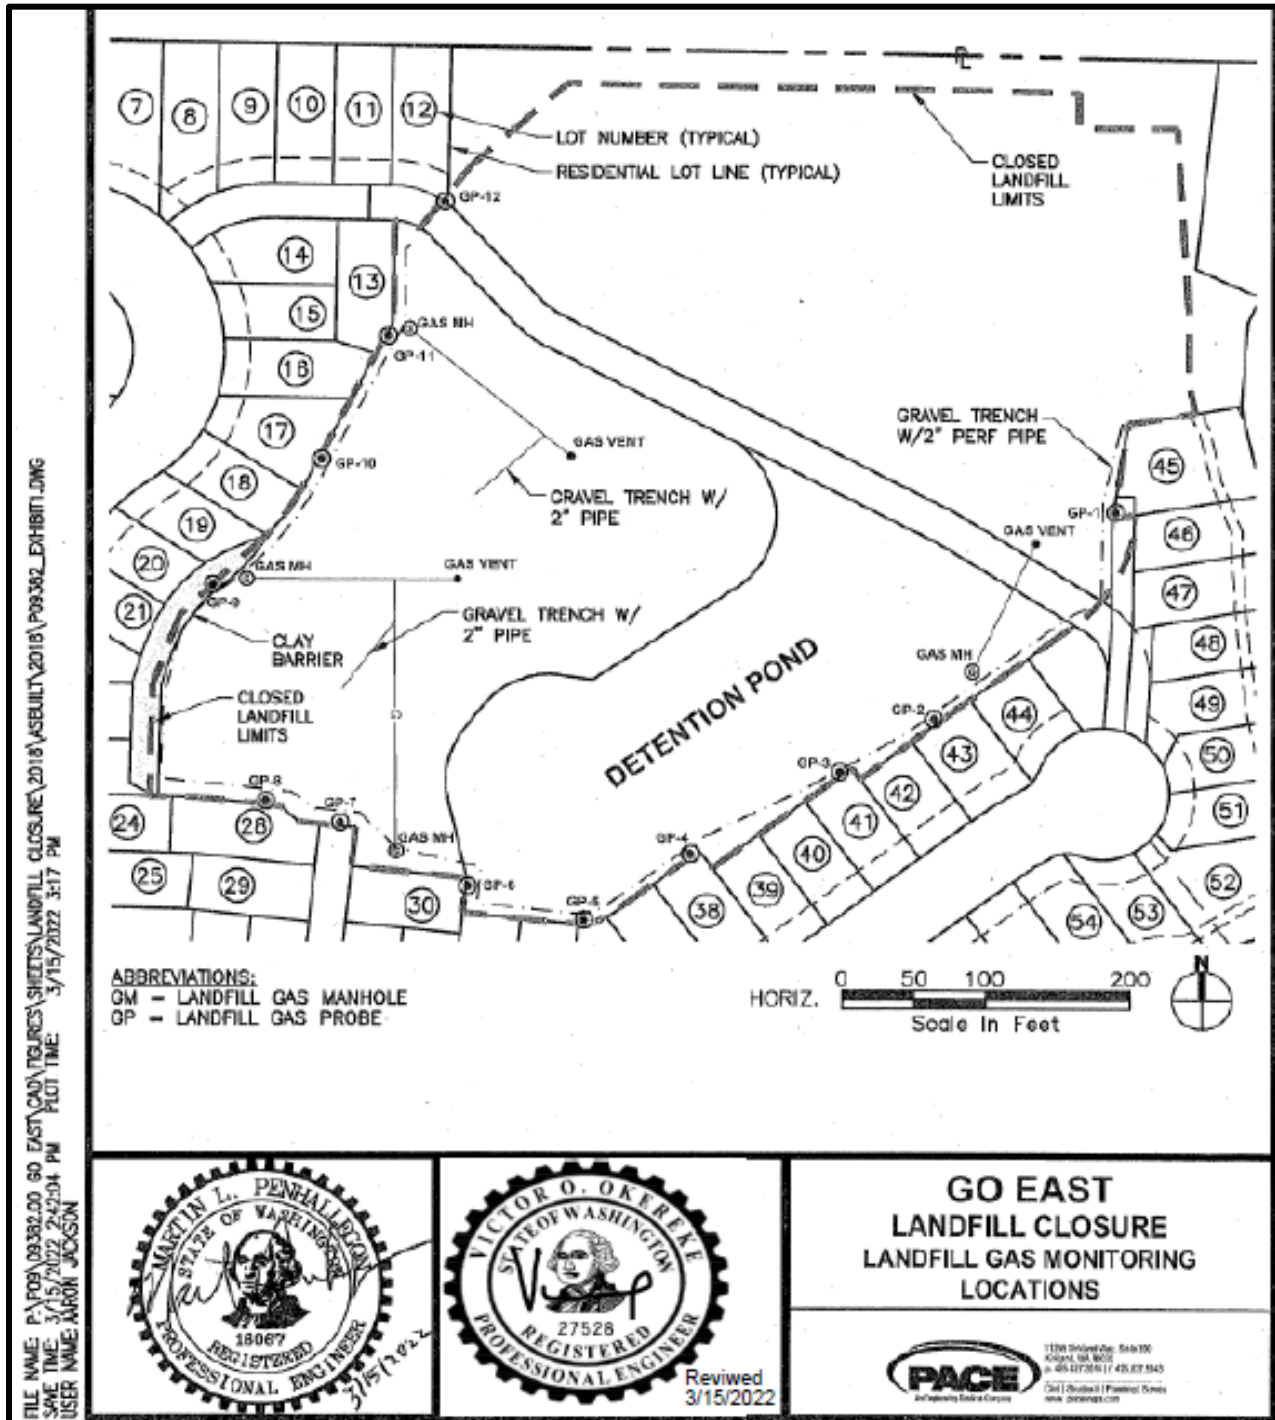 7
8
9
10
11
12
LOT NUMBER (TYPICAL)
RESIDENTIAL LOT LINE (TYPICAL)
PL
CLOSED
LANDFILL
LIMITS
GP-12
14
13
15
16
GAS MH
GP-11
17
GP-10
GAS VENT
GRAVEL TRENCH W/
2" PIPE
GRAVEL TRENCH
W/2" PERF PIPE
45
GP-1
GAS VENT
46
47
48
49
50
51
52
53
54
18
19
20
21
GAS MH
GP-9
GAS VENT
GRAVEL TRENCH W/
2" PIPE
CLAY
BARRIER
CLOSED
LANDFILL
LIMITS
DETENTION POND
GAS MH
GP-2
44
43
GP-3
42
41
GP-4
40
39
38
GP-8
GP-7
24
28
GAS MH
25
29
GP-6
30
GP-5
ABBREVIATIONS:
GM - LANDFILL GAS MANHOLE
GP - LANDFILL GAS PROBE
HORIZ.
0 50 100 200
Scale In Feet
N
FILE NAME: P:\P09\09382.00 GO EAST\CAD\FIGURES\SHEETS\LANDFILL CLOSURE\2018\ASBUILT\2018\P09382_EXHIBIT1.DWG
SAVE TIME: 3/15/2022 2:42:04 PM PLOT TIME: 3/15/2022 3:17 PM
USER NAME: AARON JACKSON
MARTIN L. PENHALLEGON
STATE OF WASHINGTON
18067
REGISTERED
PROFESSIONAL ENGINEER
3/15/2022
VICTOR O. OKEREKE
STATE OF WASHINGTON
27528
REGISTERED
PROFESSIONAL ENGINEER
Reviwed
3/15/2022
GO EAST
LANDFILL CLOSURE
LANDFILL GAS MONITORING
LOCATIONS
PACE
An Engineering Services Company